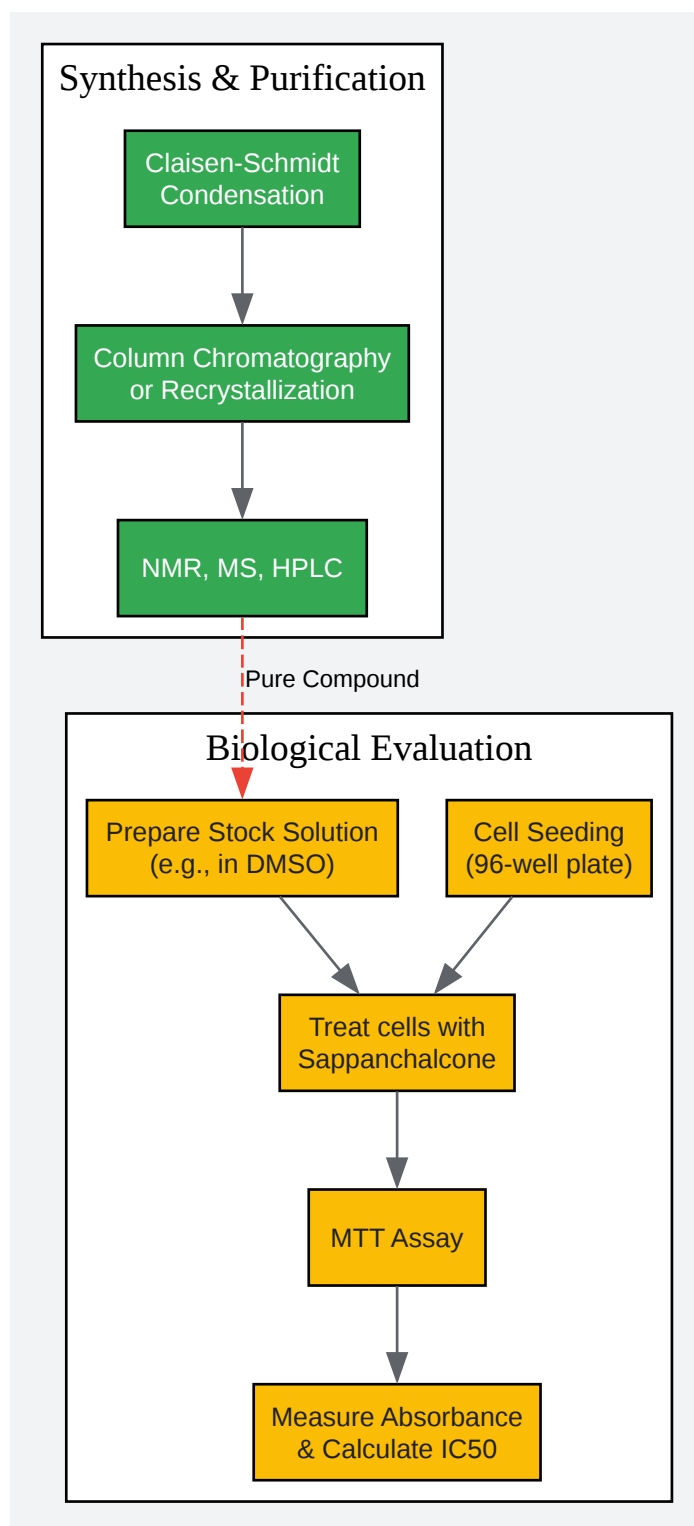 Synthesis & Purification
Claisen-Schmidt
Condensation
Column Chromatography
or Recrystallization
NMR, MS, HPLC
Pure Compound
Biological Evaluation
Prepare Stock Solution
(e.g., in DMSO)
Cell Seeding
(96-well plate)
Treat cells with
Sappanchalcone
MTT Assay
Measure Absorbance
& Calculate IC50